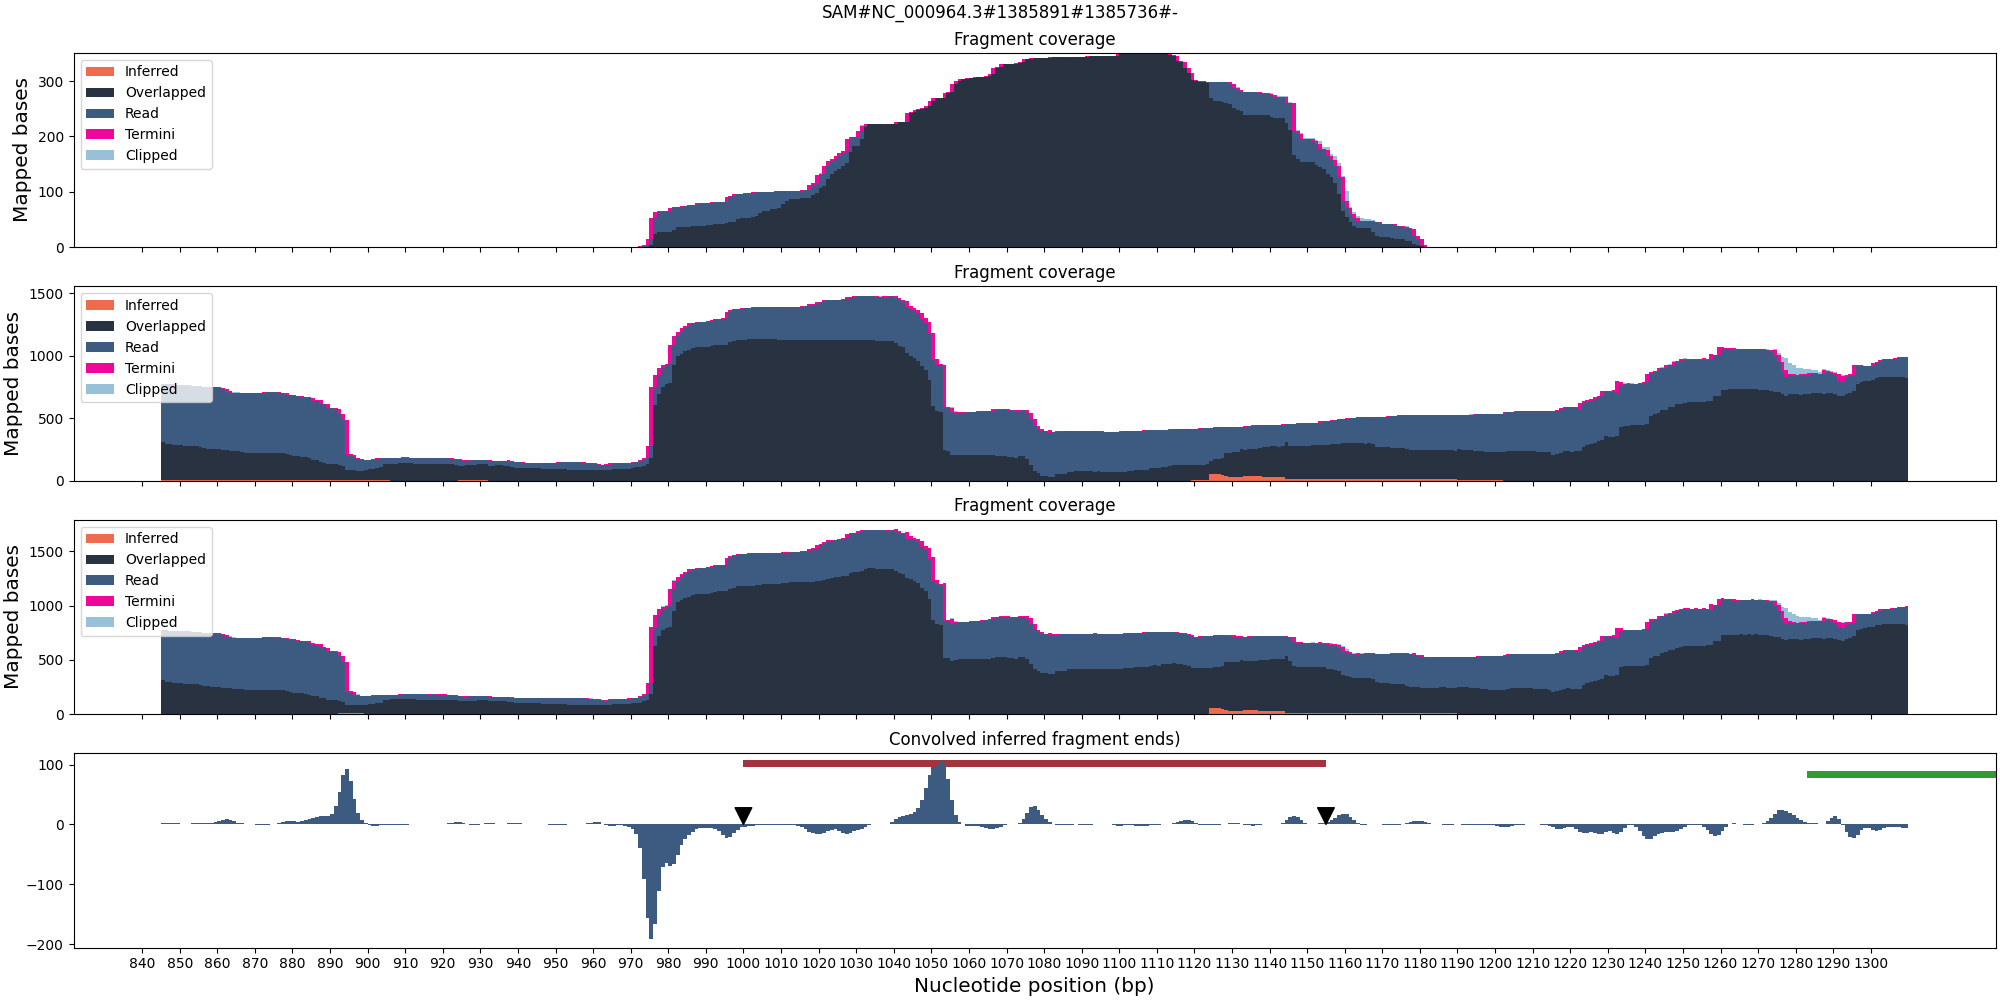 SAM#NC_000964.3#1385891#1385736#-
Fragment coverage
Mapped bases
300
200
100
0
Inferred
Overlapped
Read
Termini
Clipped
Fragment coverage
Mapped bases
1500
1000
500
0
Inferred
Overlapped
Read
Termini
Clipped
Fragment coverage
Mapped bases
1500
1000
500
0
Inferred
Overlapped
Read
Termini
Clipped
Convolved inferred fragment ends)
100
0
−100
−200
840 850 860 870 880 890 900 910 920 930 940 950 960 970 980 990 1000 1010 1020 1030 1040 1050 1060 1070 1080 1090 1100 1110 1120 1130 1140 1150 1160 1170 1180 1190 1200 1210 1220 1230 1240 1250 1260 1270 1280 1290 1300
Nucleotide position (bp)